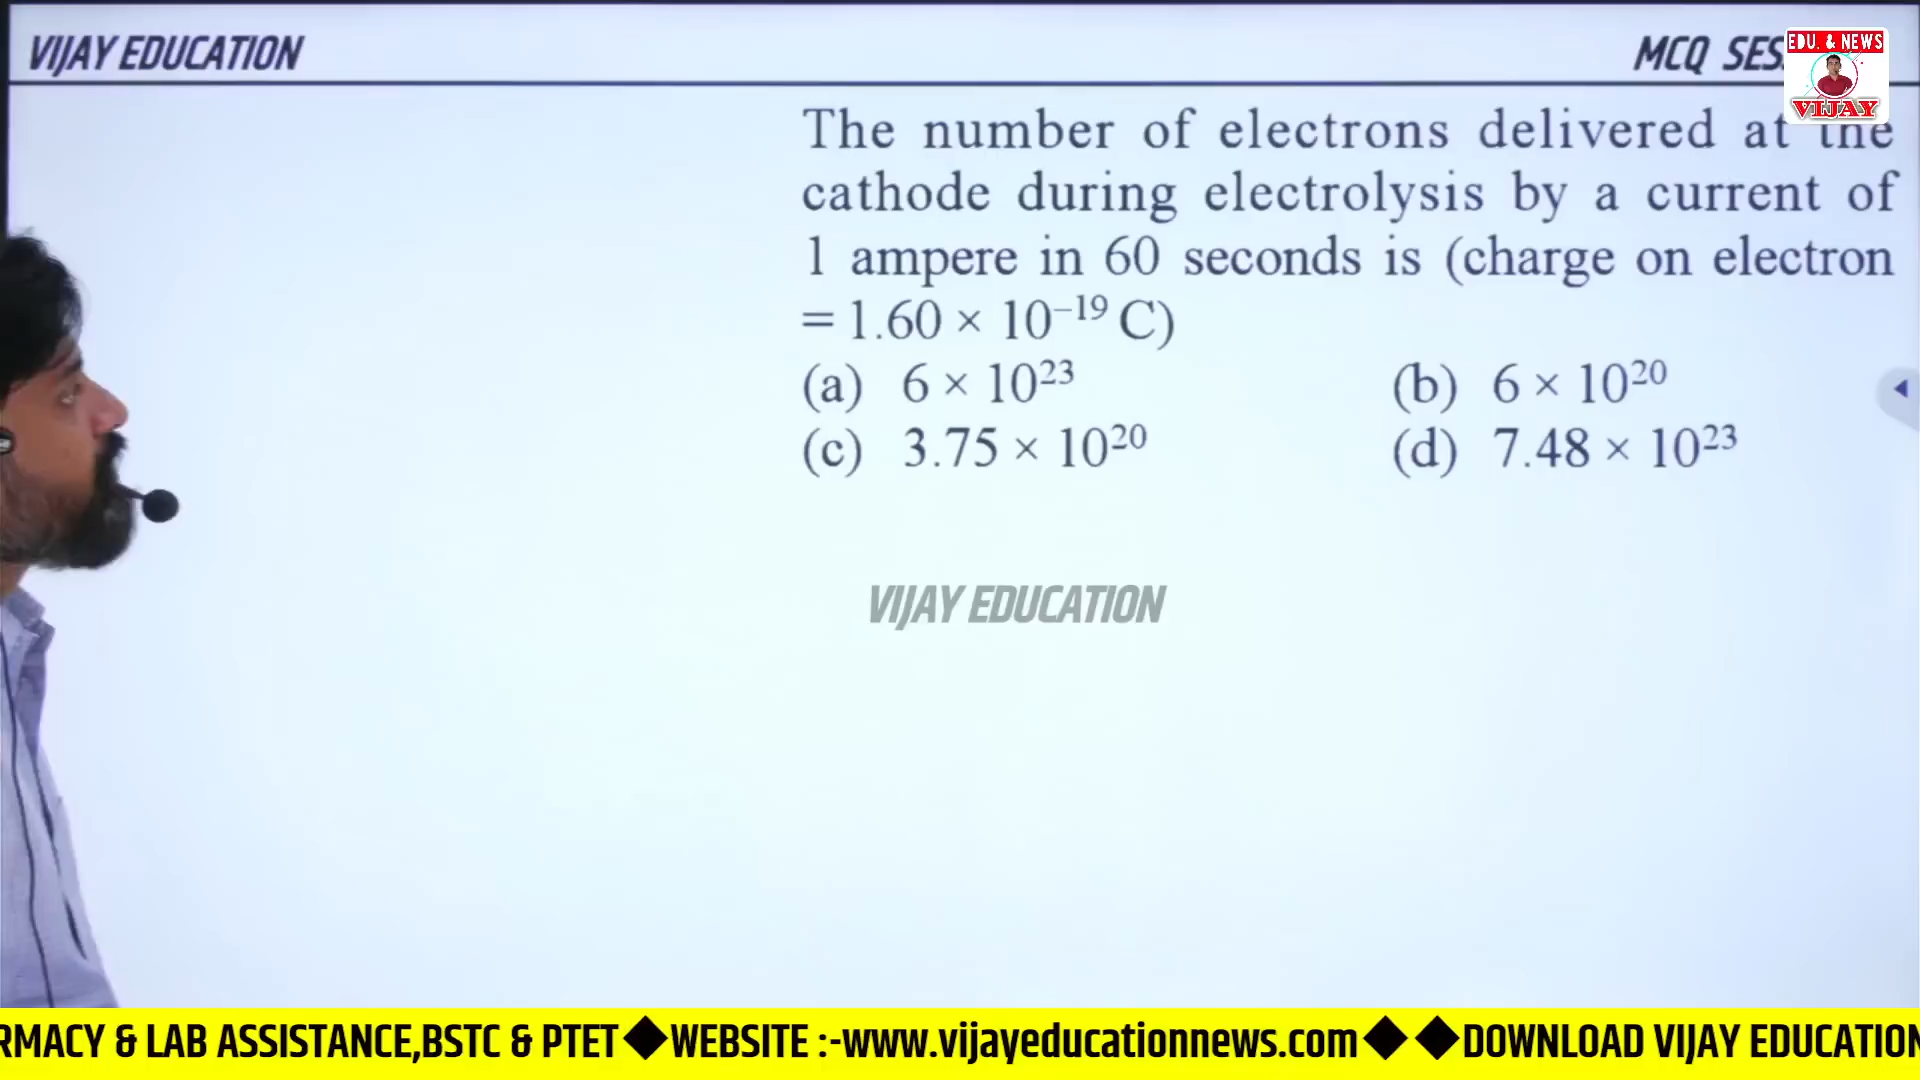 VIJAY EDUCATION
MCQ SES
EDU. & NEWS
VIJAY
The number of electrons delivered at the
cathode during electrolysis by a current of
1 ampere in 60 seconds is (charge on electron
= 1.60 × 10⁻¹⁹ C)
(a) 6 × 10²³ (b) 6 × 10²⁰
(c) 3.75 × 10²⁰ (d) 7.48 × 10²³
VIJAY EDUCATION
RMACY & LAB ASSISTANCE,BSTC & PTET◆WEBSITE :-www.vijayeducationnews.com◆ ◆DOWNLOAD VIJAY EDUCATION